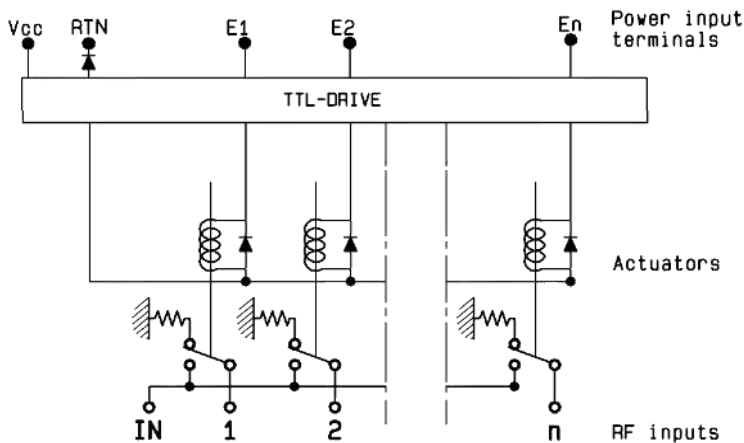 Vcc RTN E1 E2 En Power input
terminals
TTL-DRIVE
Actuators
IN 1 2 n RF inputs